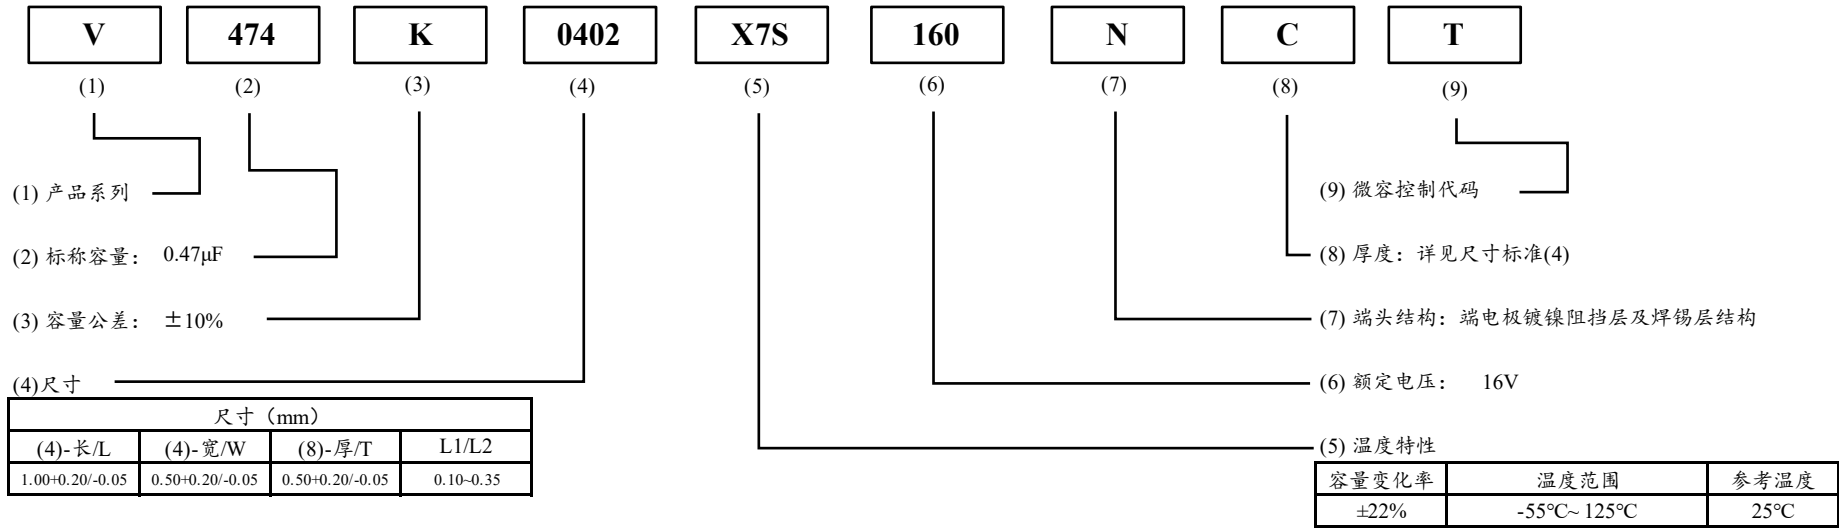 V 474 K 0402 X7S 160 N C T
(1) (2) (3) (4) (5) (6) (7) (8) (9)
(1) 产品系列
(9) 微容控制代码
(2) 标称容量： 0.47μF
(8) 厚度：详见尺寸标准(4)
(3) 容量公差： ±10%
(7) 端头结构：端电极镀镍阻挡层及焊锡层结构
(4)尺寸
(6) 额定电压： 16V
尺寸（mm）
(4)-长/L (4)-宽/W (8)-厚/T L1/L2
1.00+0.20/-0.05 0.50+0.20/-0.05 0.50+0.20/-0.05 0.10~0.35
(5) 温度特性
容量变化率 温度范围 参考温度
±22% -55℃~ 125℃ 25℃